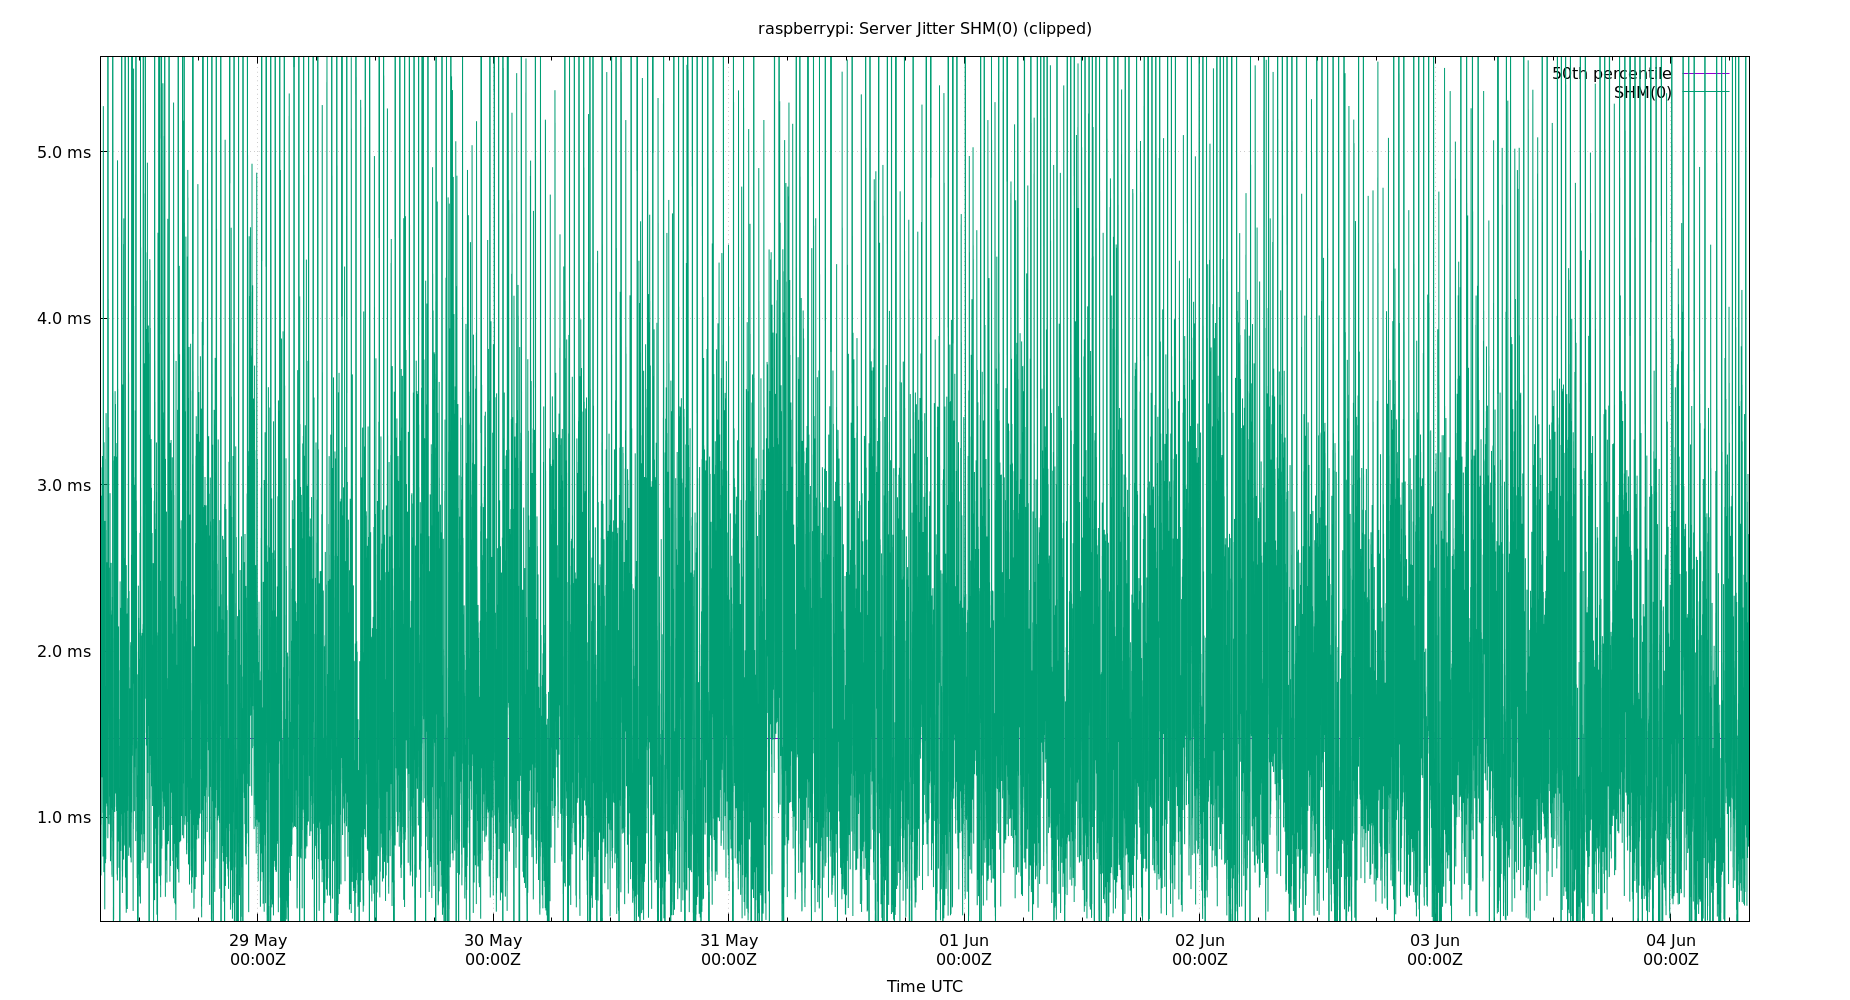 raspberrypi: Server Jitter SHM(0) (clipped)
50th percentile
SHM(0)
5.0 ms
4.0 ms
3.0 ms
2.0 ms
1.0 ms
29 May 30 May 31 May 01 Jun 02 Jun 03 Jun 04 Jun
00:00Z 00:00Z 00:00Z 00:00Z 00:00Z 00:00Z 00:00Z
Time UTC